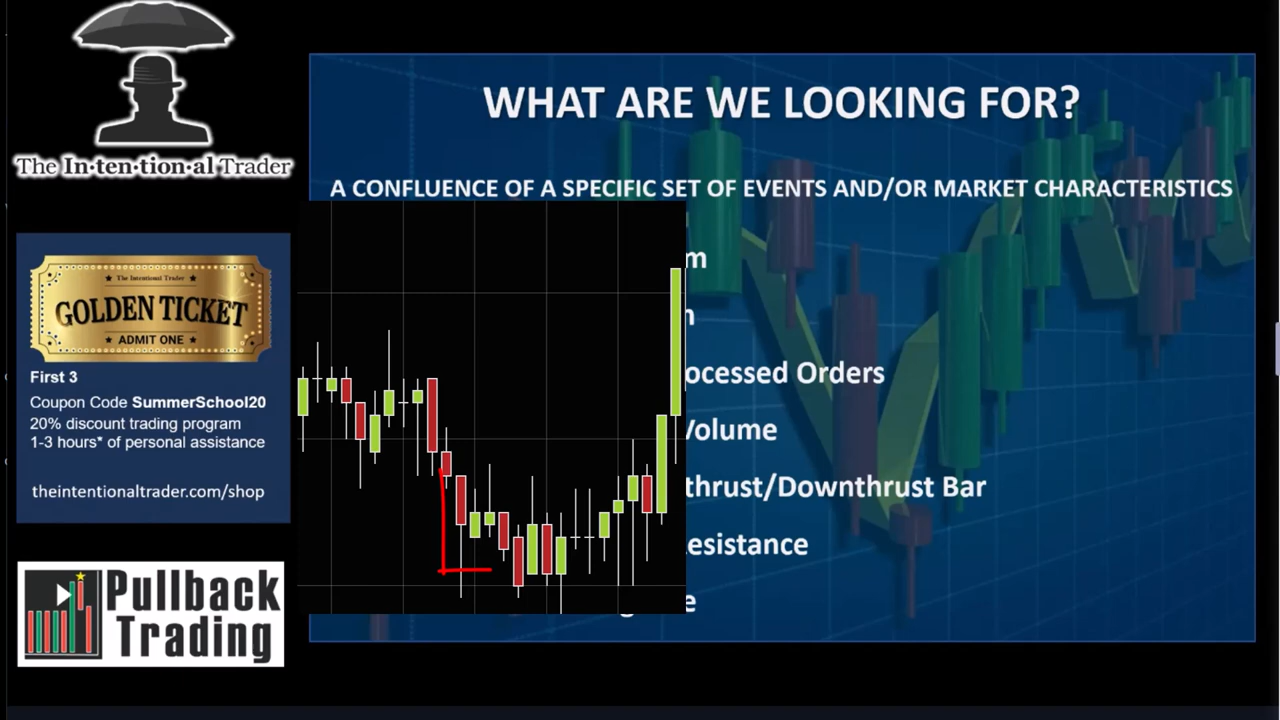 The In·ten·tion·al Trader
The Intentional Trader
GOLDEN TICKET
ADMIT ONE
First 3
Coupon Code SummerSchool20
20% discount trading program
1-3 hours* of personal assistance
theintentionaltrader.com/shop
Pullback
Trading
WHAT ARE WE LOOKING FOR?
A CONFLUENCE OF A SPECIFIC SET OF EVENTS AND/OR MARKET CHARACTERISTICS
m
ocessed Orders
Volume
thrust/Downthrust Bar
esistance